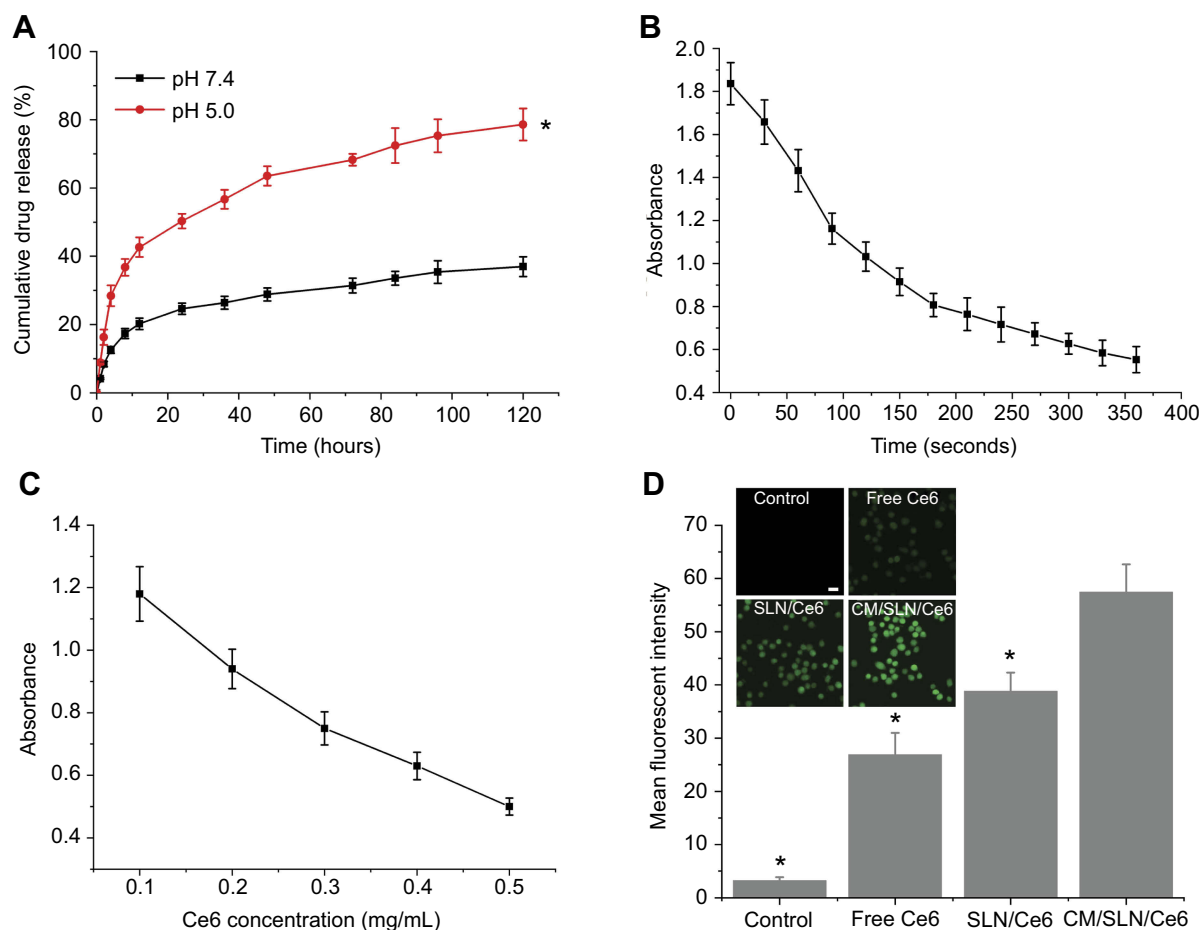 A
Cumulative drug release (%)
100
80
60
40
20
0
pH 7.4
pH 5.0
*
0 20 40 60 80 100 120
Time (hours)
B
Absorbance
2.0
1.8
1.6
1.4
1.2
1.0
0.8
0.6
0.4
0 50 100 150 200 250 300 350 400
Time (seconds)
C
Absorbance
1.4
1.2
1.0
0.8
0.6
0.4
0.1 0.2 0.3 0.4 0.5
Ce6 concentration (mg/mL)
D
Mean fluorescent intensity
70
60
50
40
30
20
10
0
Control Free Ce6
SLN/Ce6 CM/SLN/Ce6
* * *
Control Free Ce6 SLN/Ce6 CM/SLN/Ce6